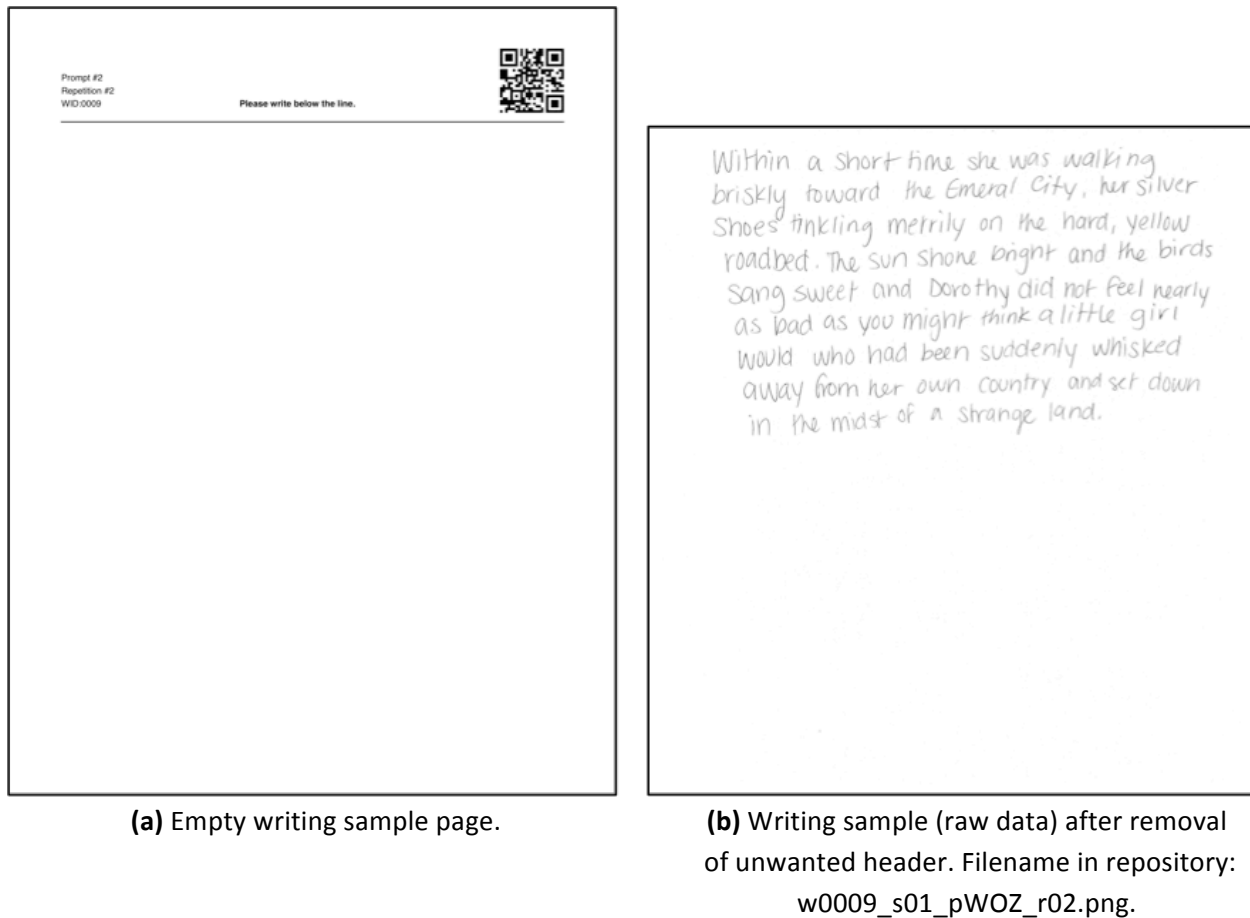 Prompt #2
Repetition #2
WID:0009
Please write below the line.
(a) Empty writing sample page.
Within a short time she was walking
briskly toward the Emeral City, her silver
Shoes tinkling merrily on the hard, yellow
roadbed. The sun shone bright and the birds
Sang sweet and Dorothy did not feel nearly
as bad as you might think a little girl
would who had been suddenly whisked
away from her own country and set down
in the midst of a strange land.
(b) Writing sample (raw data) after removal
of unwanted header. Filename in repository:
w0009_s01_pWOZ_r02.png.